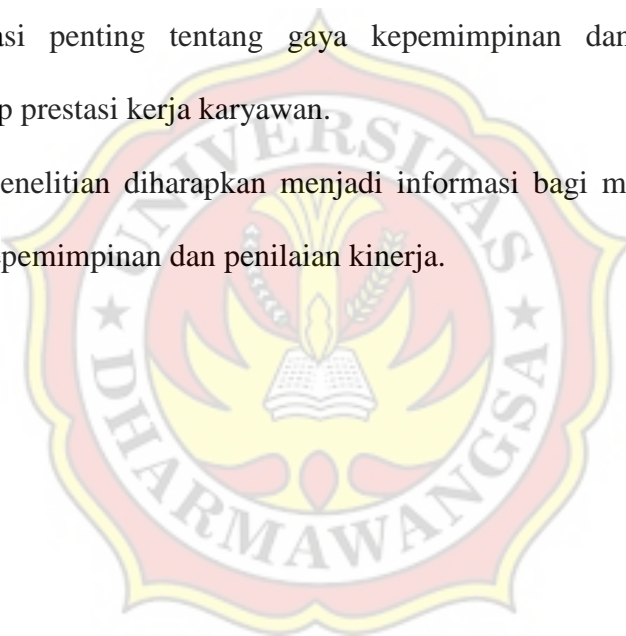 asi penting tentang gaya kepemimpinan dan
p prestasi kerja karyawan.
enelitian diharapkan menjadi informasi bagi m
epemimpinan dan penilaian kinerja.
UNIVERSITAS
DHARMAWANGSA